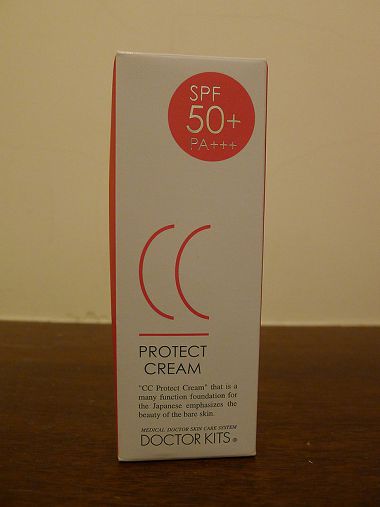 SPF
50+
PA+++
CC
PROTECT
CREAM
"CC Protect Cream" that is a
many function foundation for
the Japanese emphasizes the
beauty of the bare skin.
MEDICAL DOCTOR SKIN CARE SYSTEM
DOCTOR KITS®